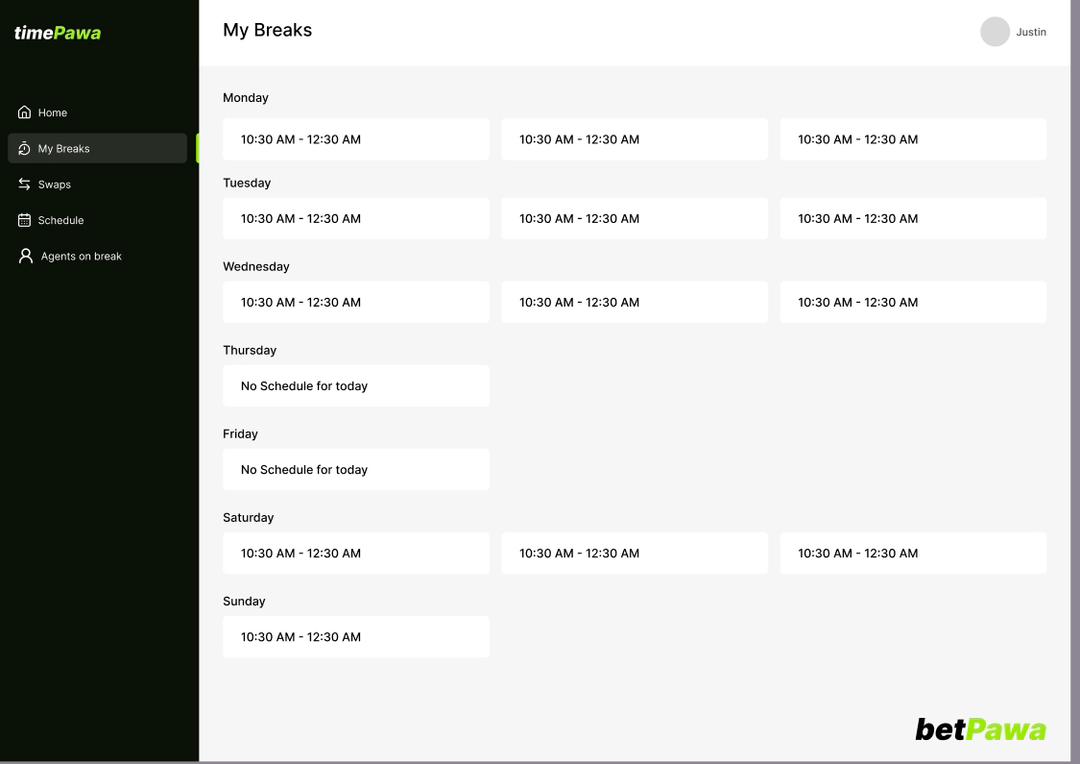 timePawa
My Breaks
Justin
Home
My Breaks
Swaps
Schedule
Agents on break
Monday
10:30 AM - 12:30 AM
10:30 AM - 12:30 AM
10:30 AM - 12:30 AM
Tuesday
10:30 AM - 12:30 AM
10:30 AM - 12:30 AM
10:30 AM - 12:30 AM
Wednesday
10:30 AM - 12:30 AM
10:30 AM - 12:30 AM
10:30 AM - 12:30 AM
Thursday
No Schedule for today
Friday
No Schedule for today
Saturday
10:30 AM - 12:30 AM
10:30 AM - 12:30 AM
10:30 AM - 12:30 AM
Sunday
10:30 AM - 12:30 AM
betPawa